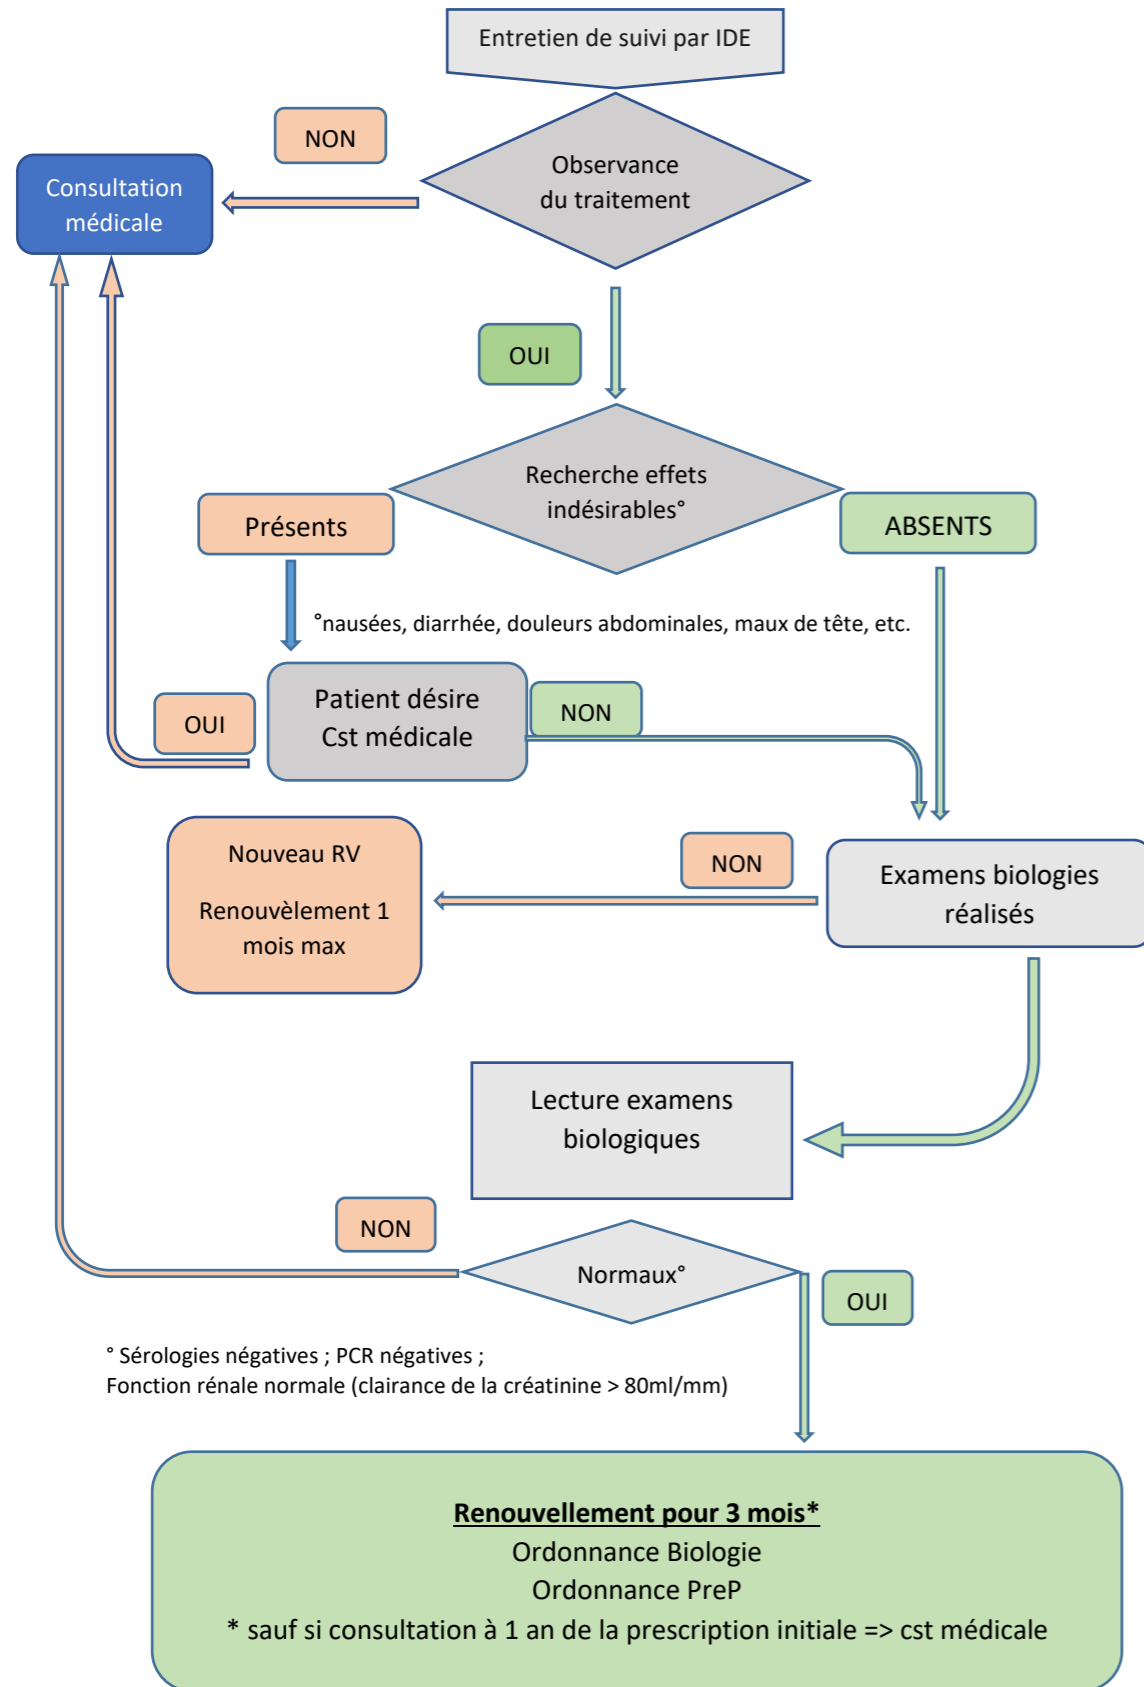 Entretien de suivi par IDE
NON
Observance
du traitement
Consultation
médicale
OUI
Recherche effets
indésirables°
Présents
ABSENTS
°nausées, diarrhée, douleurs abdominales, maux de tête, etc.
Patient désire
Cst médicale
NON
OUI
Nouveau RV
Renouvèlement 1
mois max
NON
Examens biologies
réalisés
Lecture examens
biologiques
NON
Normaux°
OUI
° Sérologies négatives ; PCR négatives ;
Fonction rénale normale (clairance de la créatinine > 80ml/mm)
Renouvellement pour 3 mois*
Ordonnance Biologie
Ordonnance PreP
* sauf si consultation à 1 an de la prescription initiale => cst médicale